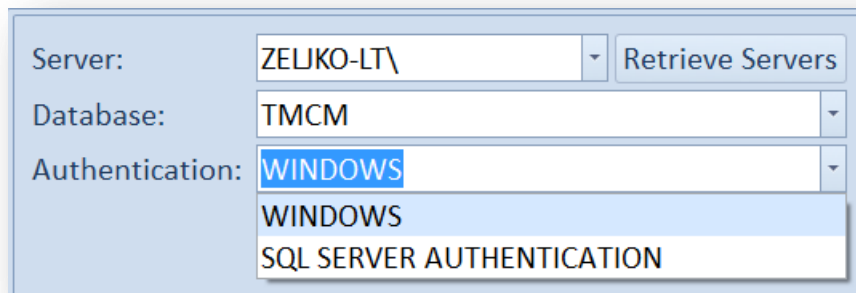 Server: ZELJKO-LT\ Retrieve Servers
Database: TMCM
Authentication: WINDOWS
WINDOWS
SQL SERVER AUTHENTICATION